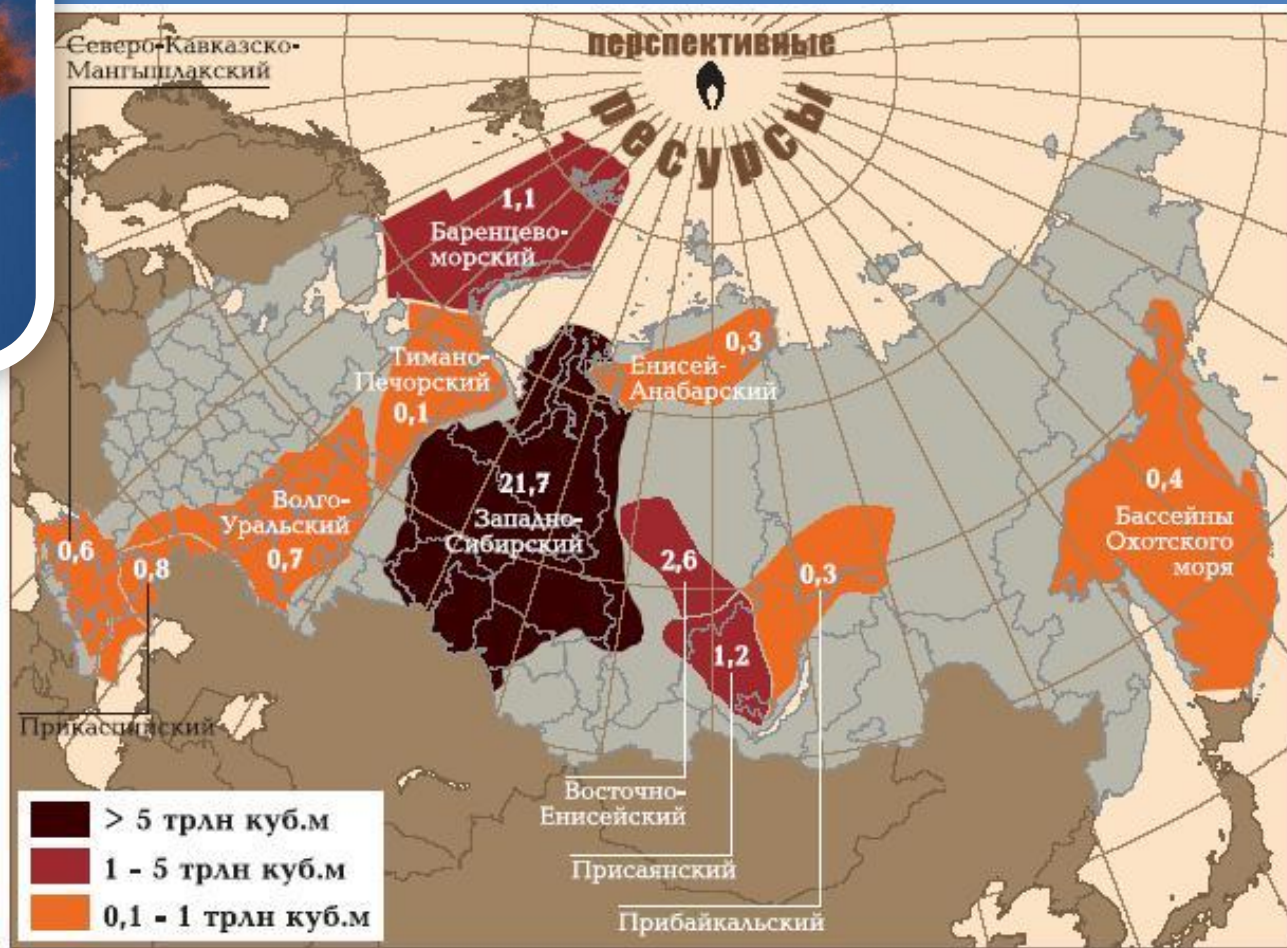 перспективные
ресурсы
Северо-Кавказско-
Мангышлакский
1,1
Баренцево-
морский
Тимано-
Печорский
0,1
0,3
Енисей-
Анабарский
21,7
Западно-
Сибирский
Волго-
Уральский
0,7
0,6
0,8
2,6
0,3
1,2
0,4
Бассейны
Охотского
моря
Прикаспийский
Восточно-
Енисейский
Присаянский
Прибайкальский
> 5 трлн куб.м
1 - 5 трлн куб.м
0,1 - 1 трлн куб.м